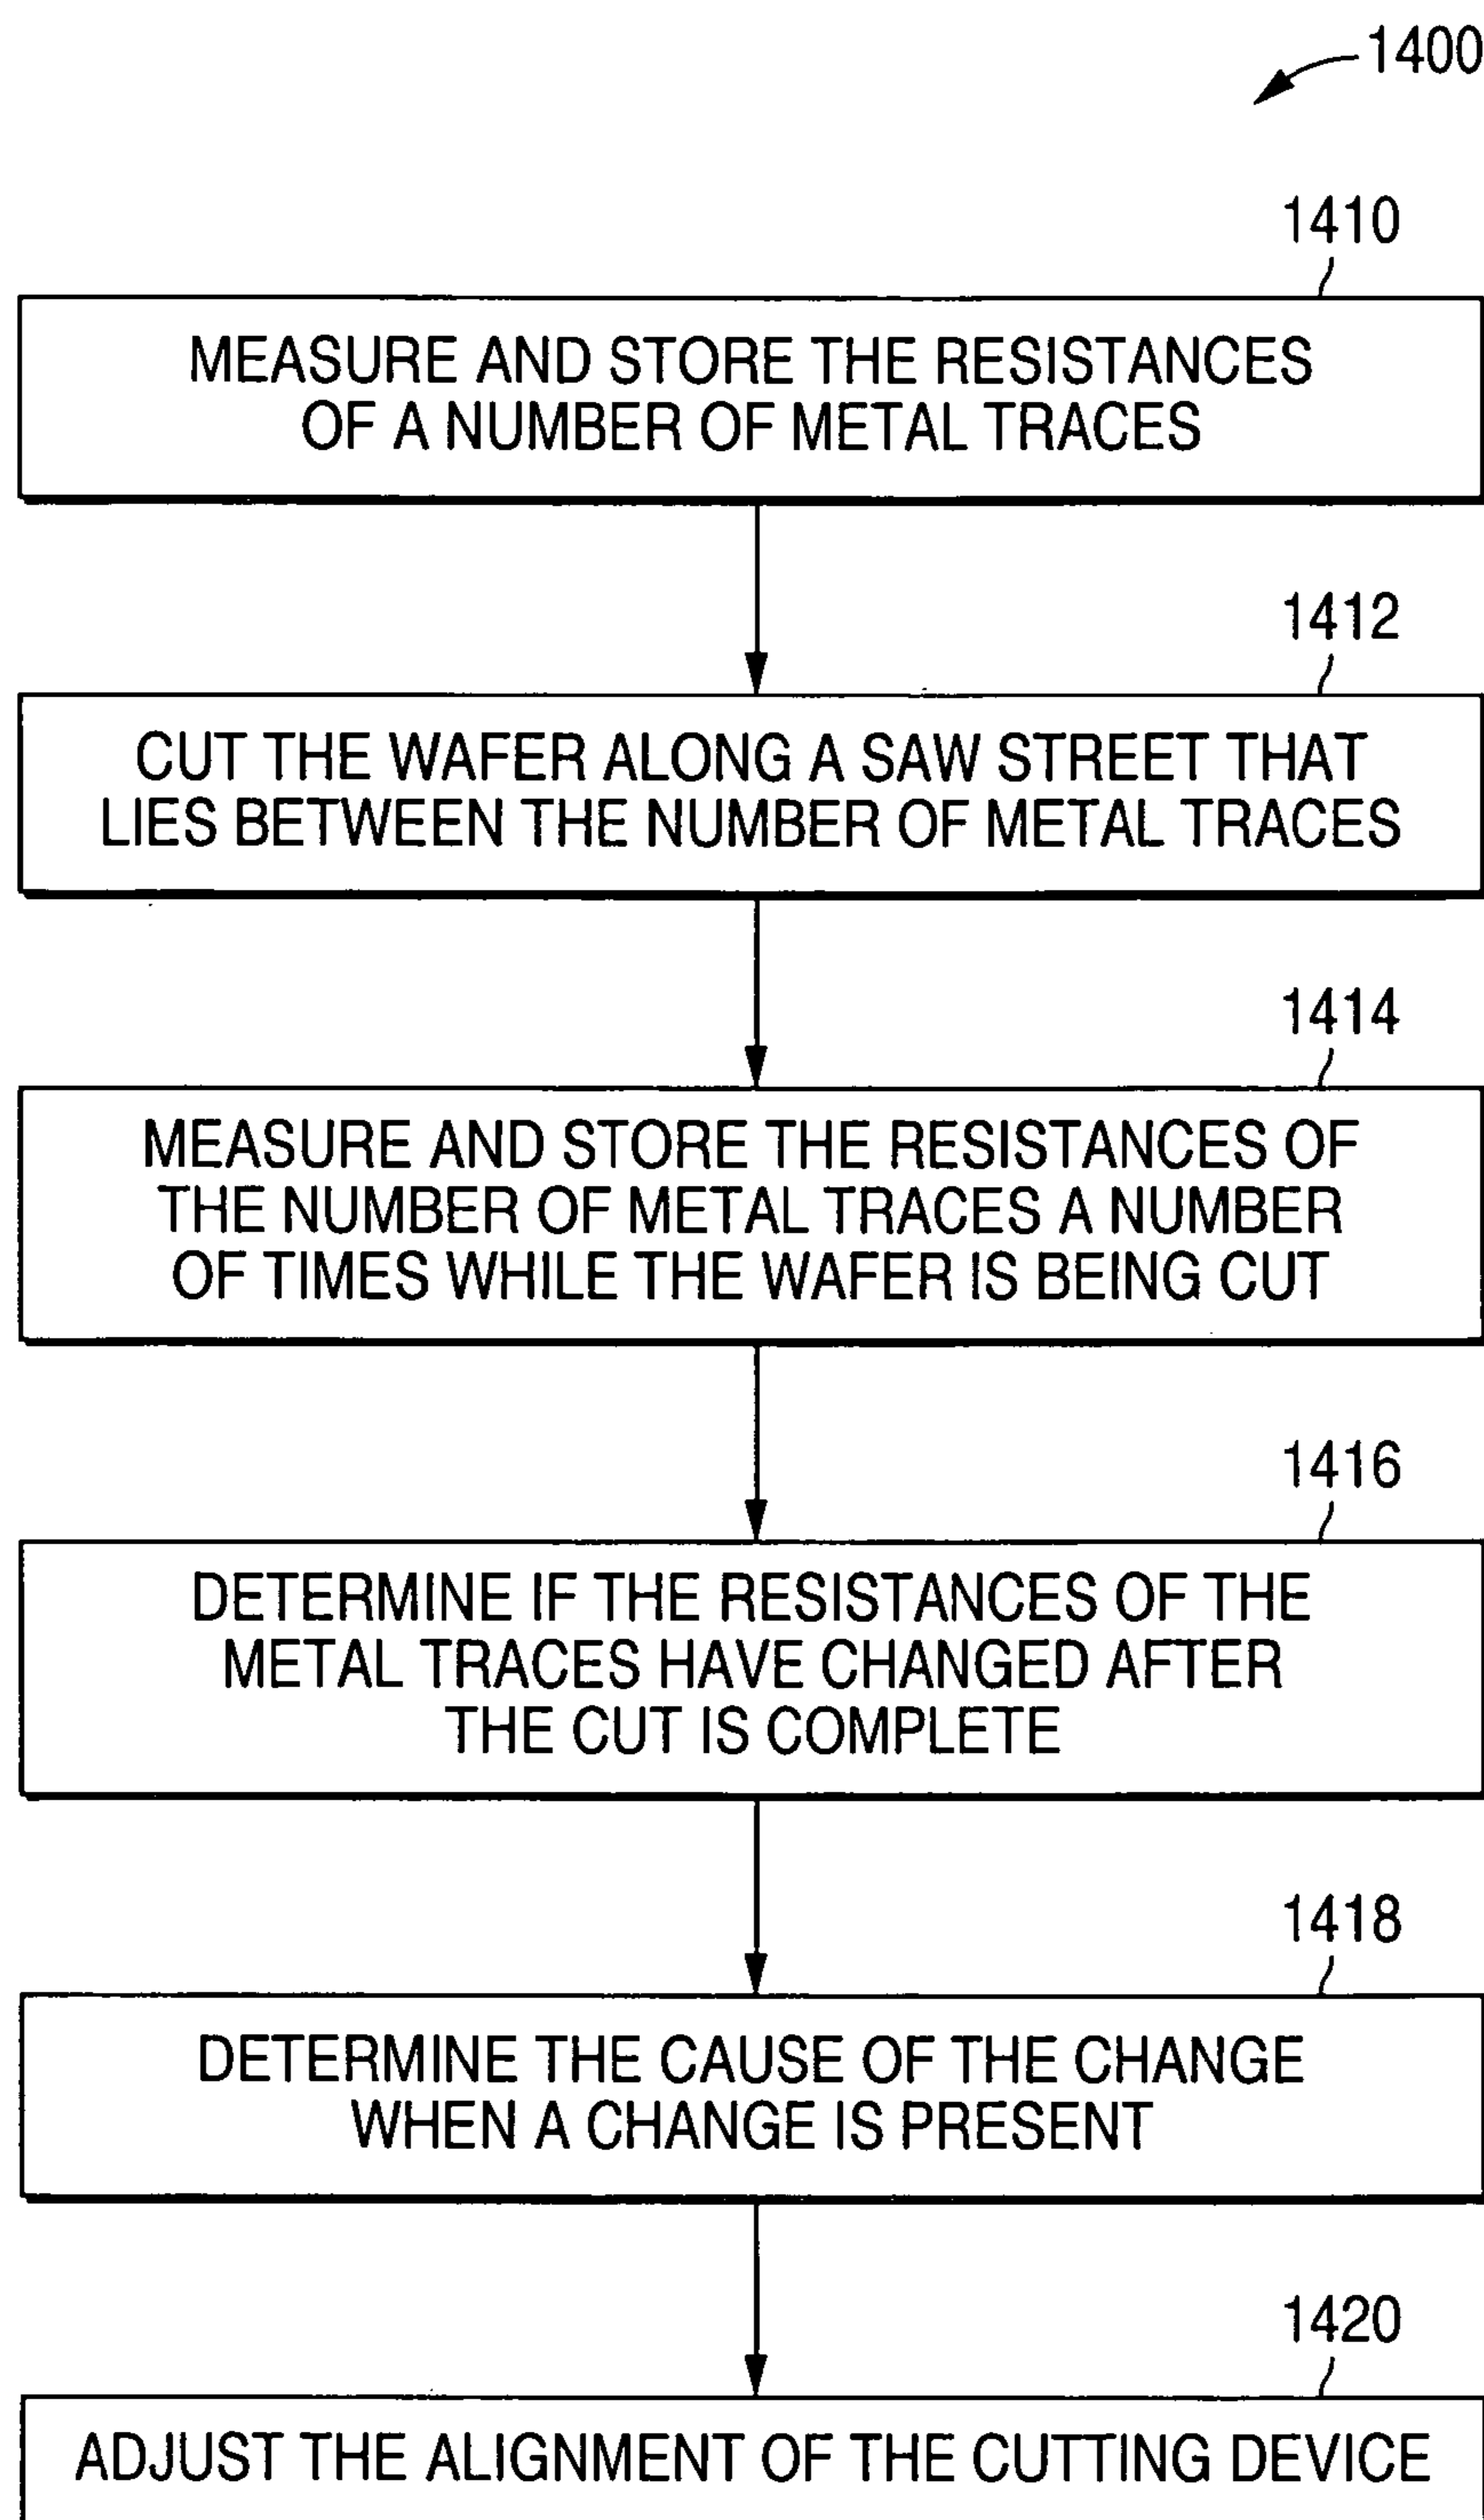 1400
1410
MEASURE AND STORE THE RESISTANCES
OF A NUMBER OF METAL TRACES
1412
CUT THE WAFER ALONG A SAW STREET THAT
LIES BETWEEN THE NUMBER OF METAL TRACES
1414
MEASURE AND STORE THE RESISTANCES OF
THE NUMBER OF METAL TRACES A NUMBER
OF TIMES WHILE THE WAFER IS BEING CUT
1416
DETERMINE IF THE RESISTANCES OF THE
METAL TRACES HAVE CHANGED AFTER
THE CUT IS COMPLETE
1418
DETERMINE THE CAUSE OF THE CHANGE
WHEN A CHANGE IS PRESENT
1420
ADJUST THE ALIGNMENT OF THE CUTTING DEVICE